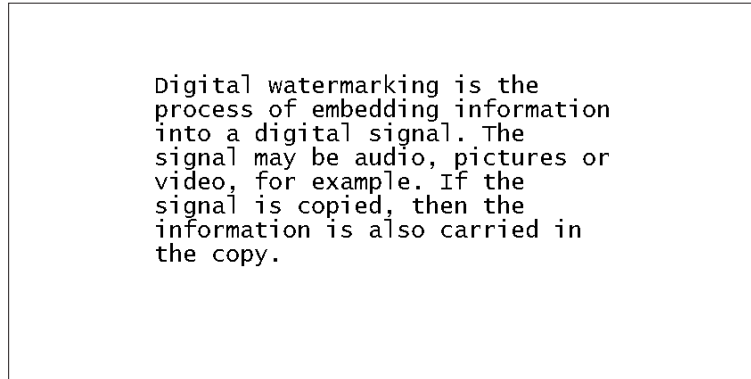 Digital watermarking is the
process of embedding information
into a digital signal. The
signal may be audio, pictures or
video, for example. If the
signal is copied, then the
information is also carried in
the copy.